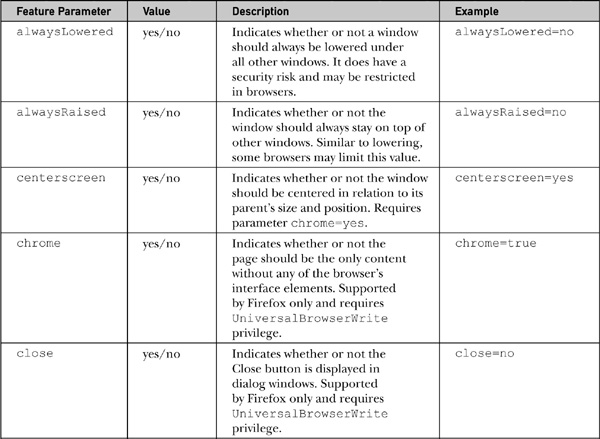 Feature Parameter Value Description Example
alwaysLowered yes/no Indicates whether or not a window alwaysLowered=no
should always be lowered under
all other windows. It does have a
security risk and may be restricted
in browsers.
alwaysRaised yes/no Indicates whether or not the alwaysRaised=no
window should always stay on top of
other windows. Similar to lowering,
some browsers may limit this value.
centerscreen yes/no Indicates whether or not the window centerscreen=yes
should be centered in relation to its
parent's size and position. Requires
parameter chrome=yes.
chrome yes/no Indicates whether or not the chrome=true
page should be the only content
without any of the browser's
interface elements. Supported
by Firefox only and requires
UniversalBrowserWrite
privilege.
close yes/no Indicates whether or not the close=no
Close button is displayed in
dialog windows. Supported
by Firefox only and requires
UniversalBrowserWrite
privilege.